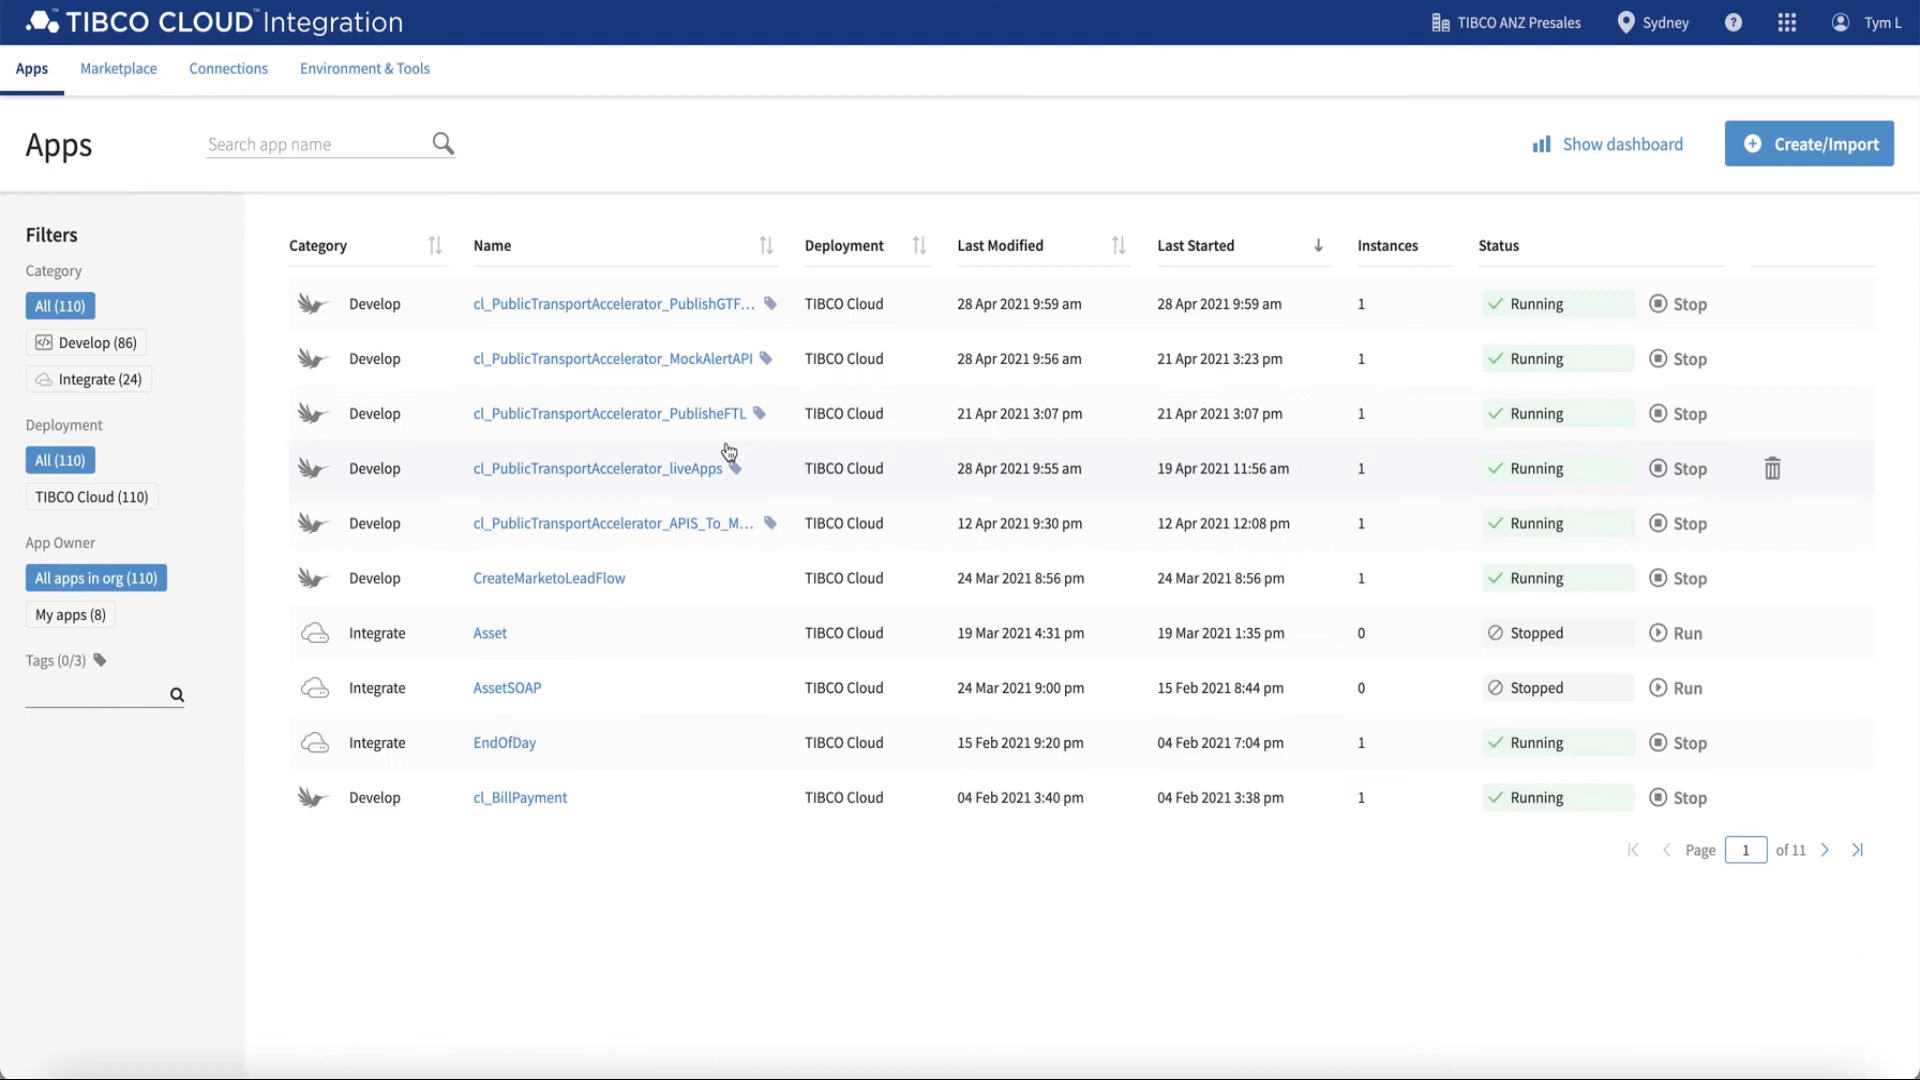 TIBCO CLOUD™ Integration
TIBCO ANZ Presales
Sydney
?
Tym L
Apps
Marketplace
Connections
Environment & Tools
Apps
Search app name
Show dashboard
Create/Import
Filters
Category
All (110)
Develop (86)
Integrate (24)
Deployment
All (110)
TIBCO Cloud (110)
App Owner
All apps in org (110)
My apps (8)
Tags (0/3)
Category Name Deployment Last Modified Last Started Instances Status
Develop cl_PublicTransportAccelerator_PublishGTF... TIBCO Cloud 28 Apr 2021 9:59 am 28 Apr 2021 9:59 am 1 Running Stop
Develop cl_PublicTransportAccelerator_MockAlertAPI TIBCO Cloud 28 Apr 2021 9:56 am 21 Apr 2021 3:23 pm 1 Running Stop
Develop cl_PublicTransportAccelerator_PublisheFTL TIBCO Cloud 21 Apr 2021 3:07 pm 21 Apr 2021 3:07 pm 1 Running Stop
Develop cl_PublicTransportAccelerator_liveApps TIBCO Cloud 28 Apr 2021 9:55 am 19 Apr 2021 11:56 am 1 Running Stop
Develop cl_PublicTransportAccelerator_APIS_To_M... TIBCO Cloud 12 Apr 2021 9:30 pm 12 Apr 2021 12:08 pm 1 Running Stop
Develop CreateMarketoLeadFlow TIBCO Cloud 24 Mar 2021 8:56 pm 24 Mar 2021 8:56 pm 1 Running Stop
Integrate Asset TIBCO Cloud 19 Mar 2021 4:31 pm 19 Mar 2021 1:35 pm 0 Stopped Run
Integrate AssetSOAP TIBCO Cloud 24 Mar 2021 9:00 pm 15 Feb 2021 8:44 pm 0 Stopped Run
Integrate EndOfDay TIBCO Cloud 15 Feb 2021 9:20 pm 04 Feb 2021 7:04 pm 1 Running Stop
Develop cl_BillPayment TIBCO Cloud 04 Feb 2021 3:40 pm 04 Feb 2021 3:38 pm 1 Running Stop
Page 1 of 11